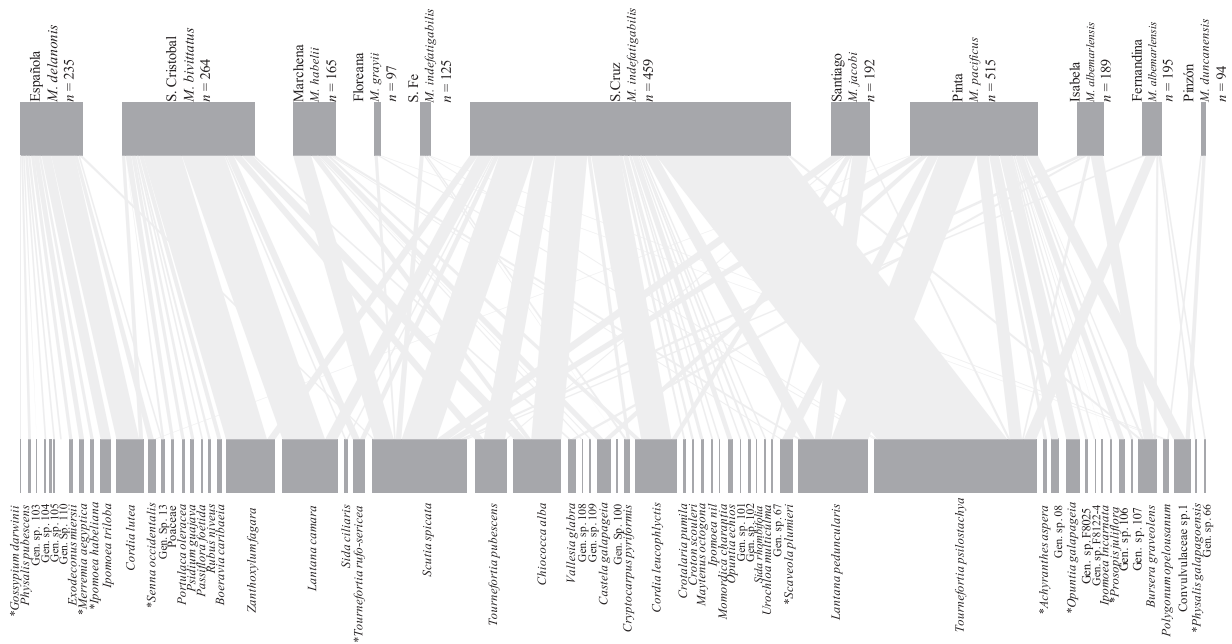 Española
M. delanonis
n = 235
S. Cristobal
M. bivittatus
n = 264
Marchena
M. habelii
n = 165
Floreana
M. grayii
n = 97
S. Fe
M. indefatigabilis
n = 125
S.Cruz
M. indefatigabilis
n = 459
Santiago
M. jacobi
n = 192
Pinta
M. pacificus
n = 515
Isabela
M. albemarlensis
n = 189
Fernandina
M. albemarlensis
n = 195
Pinzón
M. duncanensis
n = 94
*Gossypium darwinii
Physalis pubescens
Gen. sp. 103
Gen. sp. 104
Gen. sp. 105
Gen. Sp. 110
Exodeconus miersii
*Merremia aegyptica
*Ipomoea habeliana
Ipomoea triloba
Cordia lutea
*Senna occidentalis
Gen. Sp. 13
Poaceae
Portulaca oleracea
Psidium guajava
Passiflora foetida
Rubus niveus
Boeravia caribaeia
Zanthoxylum fagara
Lantana camara
Sida ciliaris
*Tournefortia rufo-sericea
Scutia spicata
Tournefortia pubescens
Chiococca alba
Vallesia glabra
Gen. sp. 108
Gen. sp. 109
Castela galapageia
Gen. Sp. 100
Cryptocarpus pyriformis
Cordia leucophlyctis
Crotalaria pumila
Croton scouleri
Maytenus octogona
Ipomoea nil
Momordica charantia
Opuntia echios
Gen. sp. 101
Gen. sp. 102
Sida rhombifolia
Urochloa multiculma
Gen. sp. 67
*Scaveola plumieri
Lantana peduncularis
Tournefortia psilostachya
*Achyranthes aspera
Gen. sp. 08
*Opuntia galapageia
Gen. sp. F8025
Gen. sp. F8122-4
Ipomoea Incarnata
*Prosopis juliflora
Gen. sp. 106
Gen. sp. 107
Bursera graveolens
Polygonum opelousanum
Convulvulaceae sp.1
*Physalis galapagoensis
Gen. sp. 66